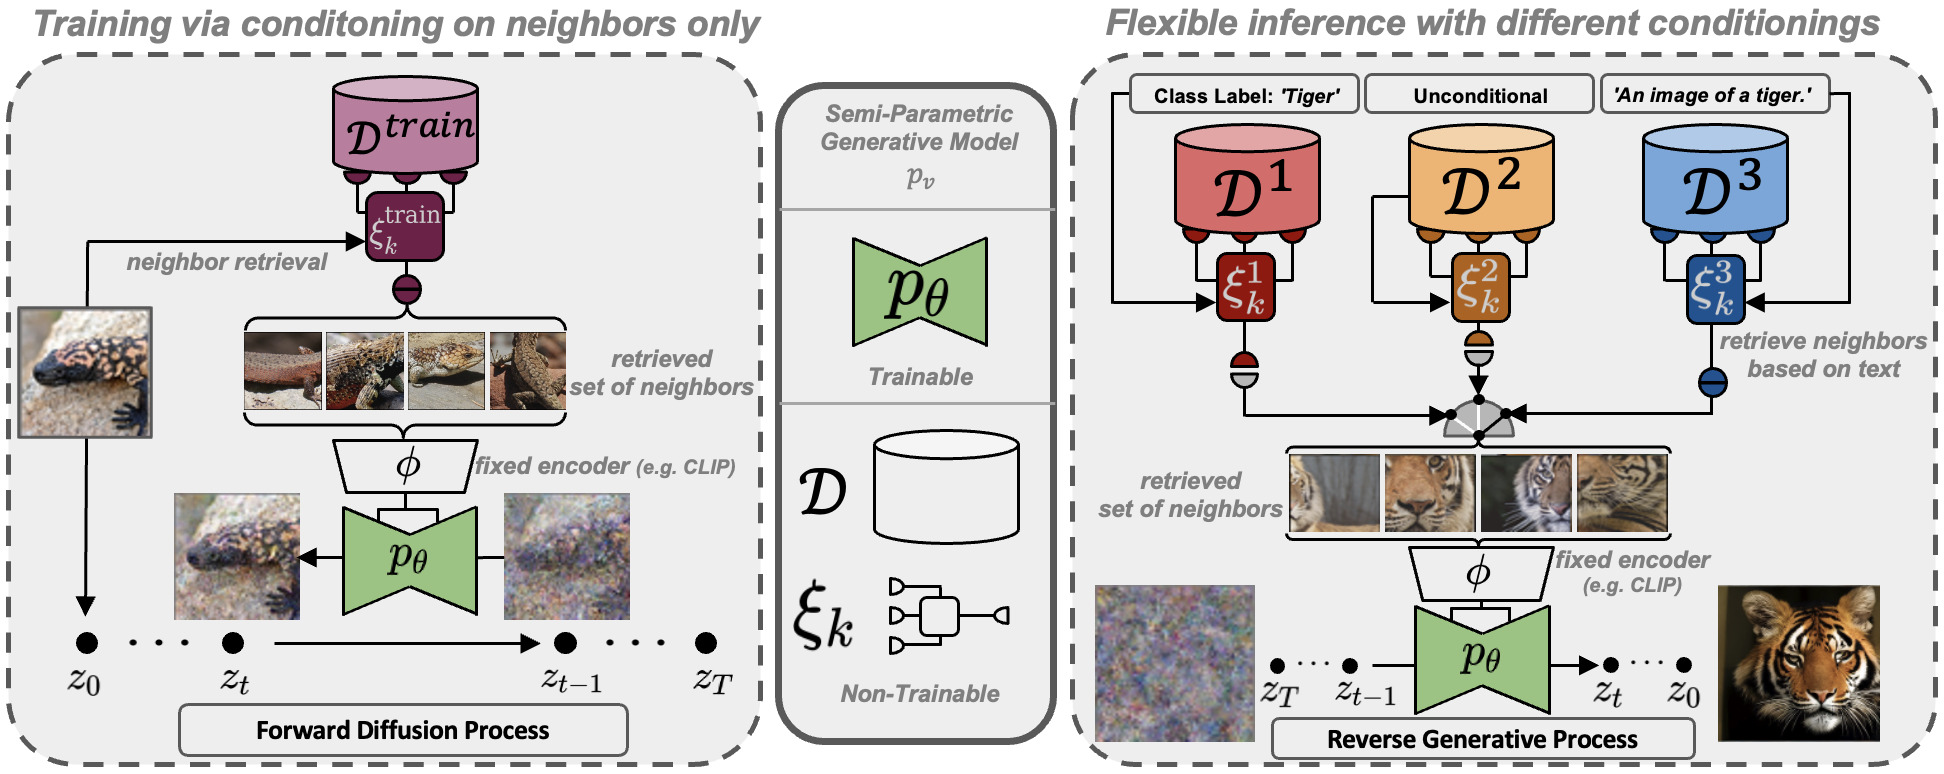 Training via conditoning on neighbors only
𝒟^train
ξ_k^train
neighbor retrieval
retrieved
set of neighbors
ϕ
fixed encoder (e.g. CLIP)
p_θ
z_0 · · · z_t z_{t−1} · · · z_T
Forward Diffusion Process
Semi-Parametric
Generative Model
p_v
p_θ
Trainable
𝒟
ξ_k
Non-Trainable
Flexible inference with different conditionings
Class Label: 'Tiger'
Unconditional
'An image of a tiger.'
𝒟^1
𝒟^2
𝒟^3
ξ_k^1
ξ_k^2
ξ_k^3
retrieve neighbors
based on text
retrieved
set of neighbors
ϕ
fixed encoder
(e.g. CLIP)
p_θ
z_T · · · z_{t−1} z_t · · · z_0
Reverse Generative Process